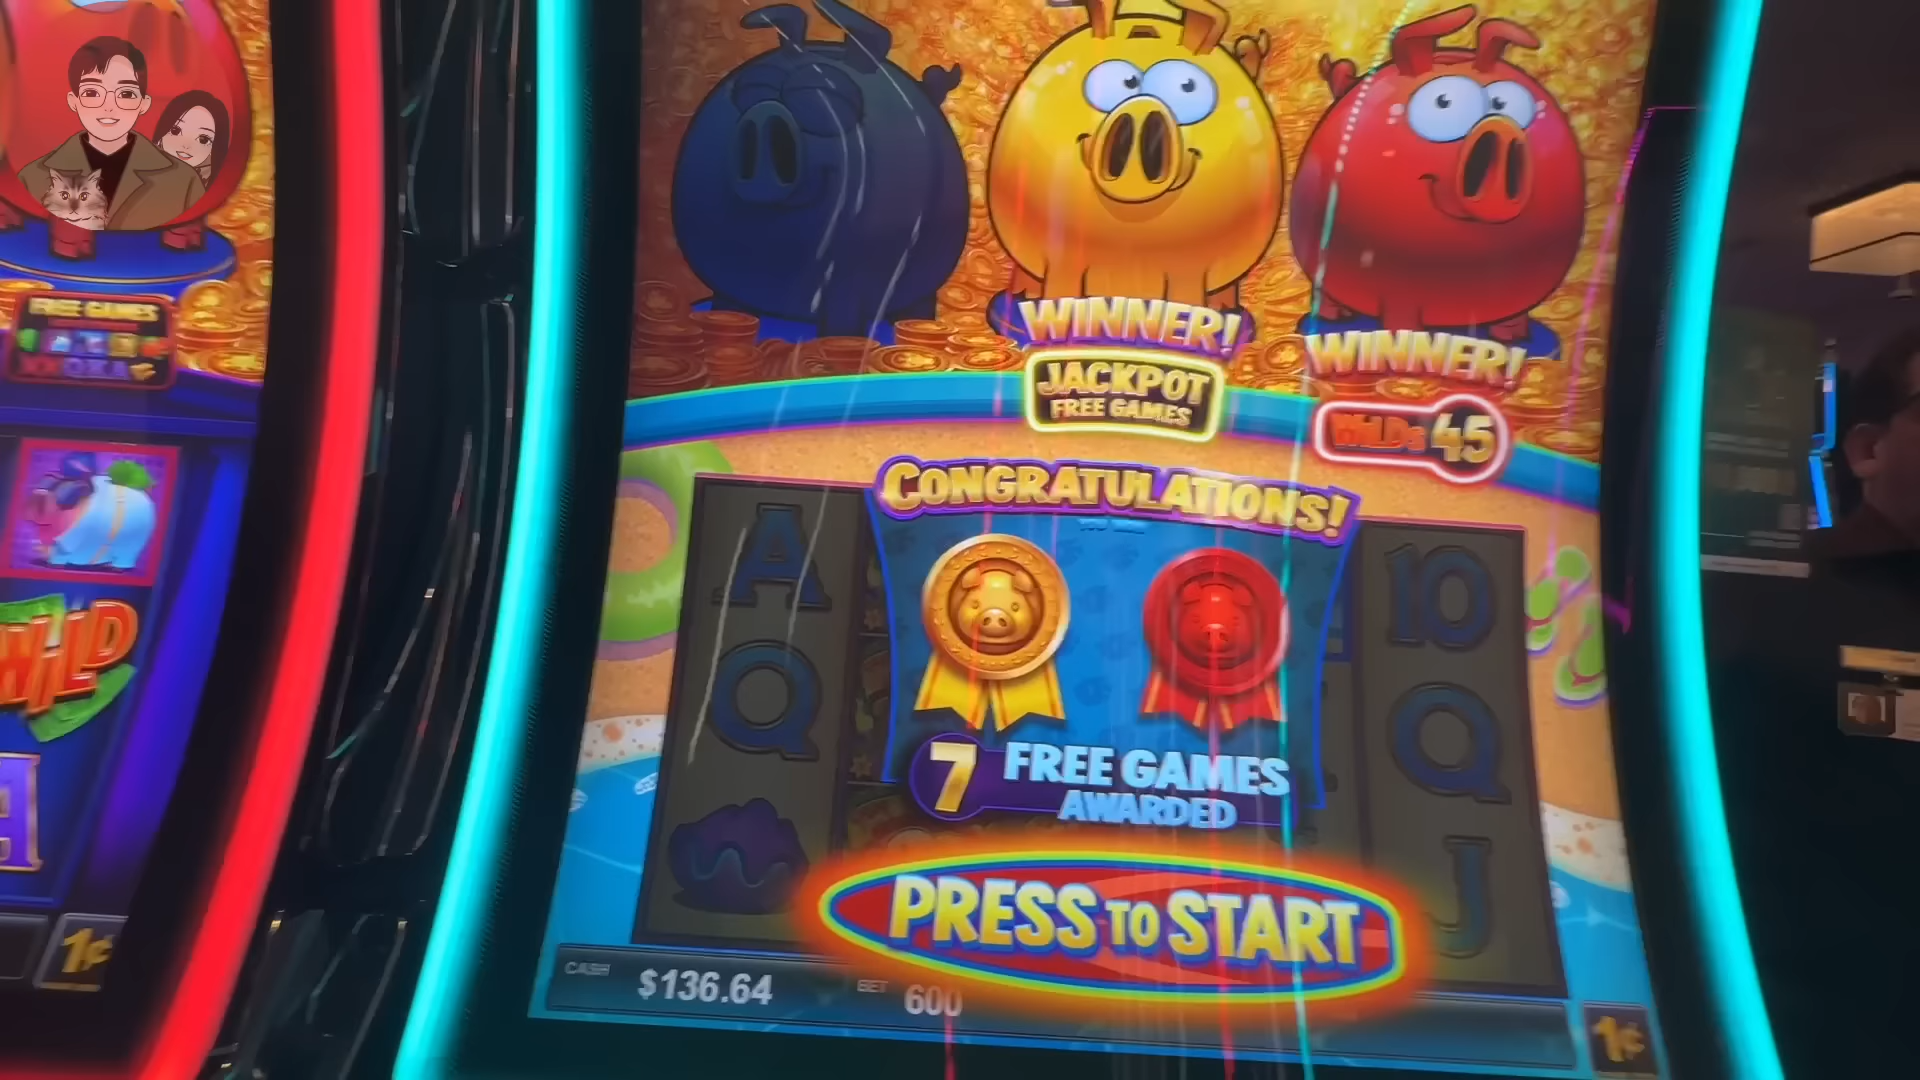 FREE GAMES
WINNER!
WINNER!
JACKPOT
FREE GAMES
WILDS 45
CONGRATULATIONS!
A
10
WILD
Q
Q
7 FREE GAMES
AWARDED
J
PRESS TO START
CASH
$136.64
BET
600
1¢
1¢